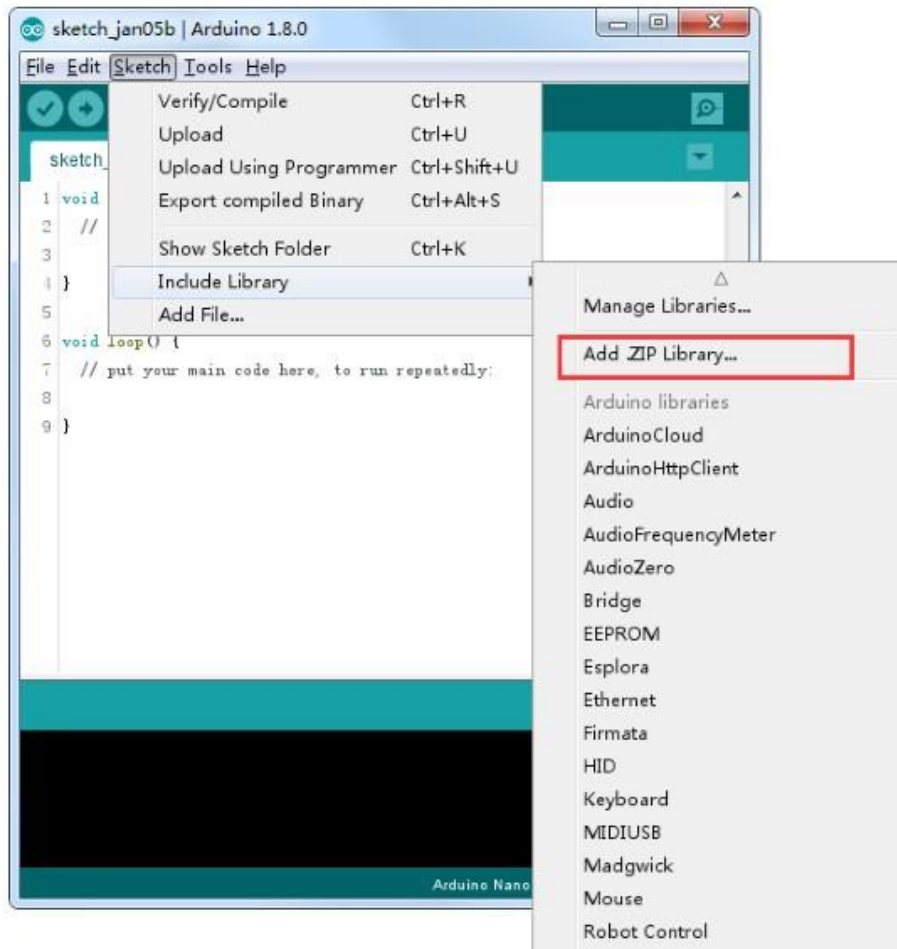 sketch_jan05b | Arduino 1.8.0
File Edit Sketch Tools Help
Verify/Compile Ctrl+R
Upload Ctrl+U
Upload Using Programmer Ctrl+Shift+U
Export compiled Binary Ctrl+Alt+S
Show Sketch Folder Ctrl+K
Include Library
Add File...
sketch_
1 void
2 //
3
4 }
5
6 void loop() {
7 // put your main code here, to run repeatedly:
8
9 }
Manage Libraries...
Add .ZIP Library...
Arduino libraries
ArduinoCloud
ArduinoHttpClient
Audio
AudioFrequencyMeter
AudioZero
Bridge
EEPROM
Esplora
Ethernet
Firmata
HID
Keyboard
MIDIUSB
Madgwick
Mouse
Robot Control
Arduino Nano